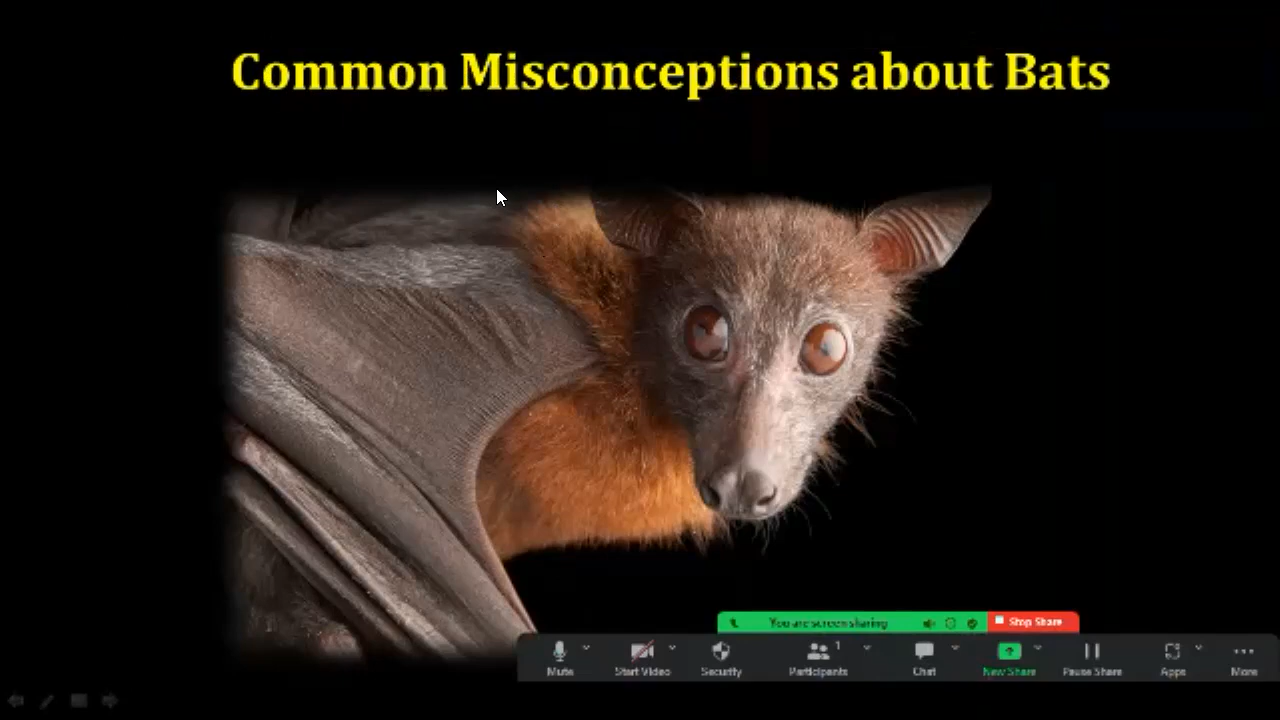 Common Misconceptions about Bats
You are screen sharing
Stop Share
1
Mute
Start Video
Security
Participants
Chat
New Share
Pause Share
Apps
More